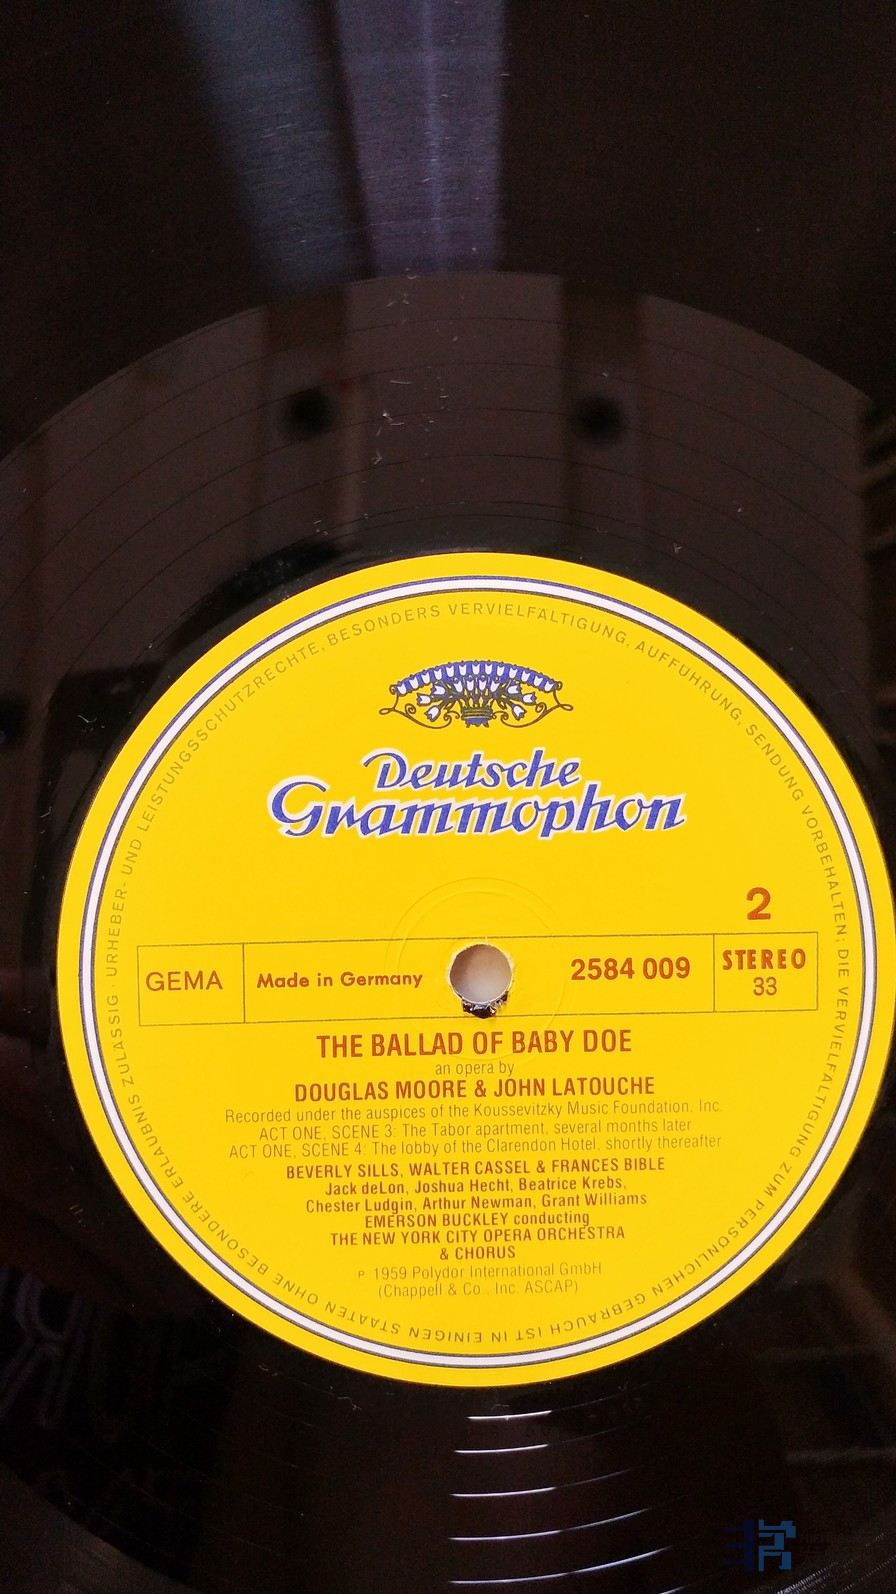 URHEBER- UND LEISTUNGSSCHUTZRECHTE, BESONDERS VERVIELFÄLTIGUNG, AUFFÜHRUNG, SENDUNG VORBEHALTEN; DIE VERVIELFÄLTIGUNG ZUM PERSÖNLICHEN GEBRAUCH IST IN EINIGEN STAATEN OHNE BESONDERE ERLAUBNIS ZULÄSSIG ·
Deutsche
Grammophon
2
GEMA Made in Germany 2584 009 STEREO
33
THE BALLAD OF BABY DOE
an opera by
DOUGLAS MOORE & JOHN LATOUCHE
Recorded under the auspices of the Koussevitzky Music Foundation, Inc.
ACT ONE, SCENE 3: The Tabor apartment, several months later
ACT ONE, SCENE 4: The lobby of the Clarendon Hotel, shortly thereafter
BEVERLY SILLS, WALTER CASSEL & FRANCES BIBLE
Jack deLon, Joshua Hecht, Beatrice Krebs,
Chester Ludgin, Arthur Newman, Grant Williams
EMERSON BUCKLEY conducting
THE NEW YORK CITY OPERA ORCHESTRA
& CHORUS
P 1959 Polydor International GmbH
(Chappell & Co., Inc. ASCAP)